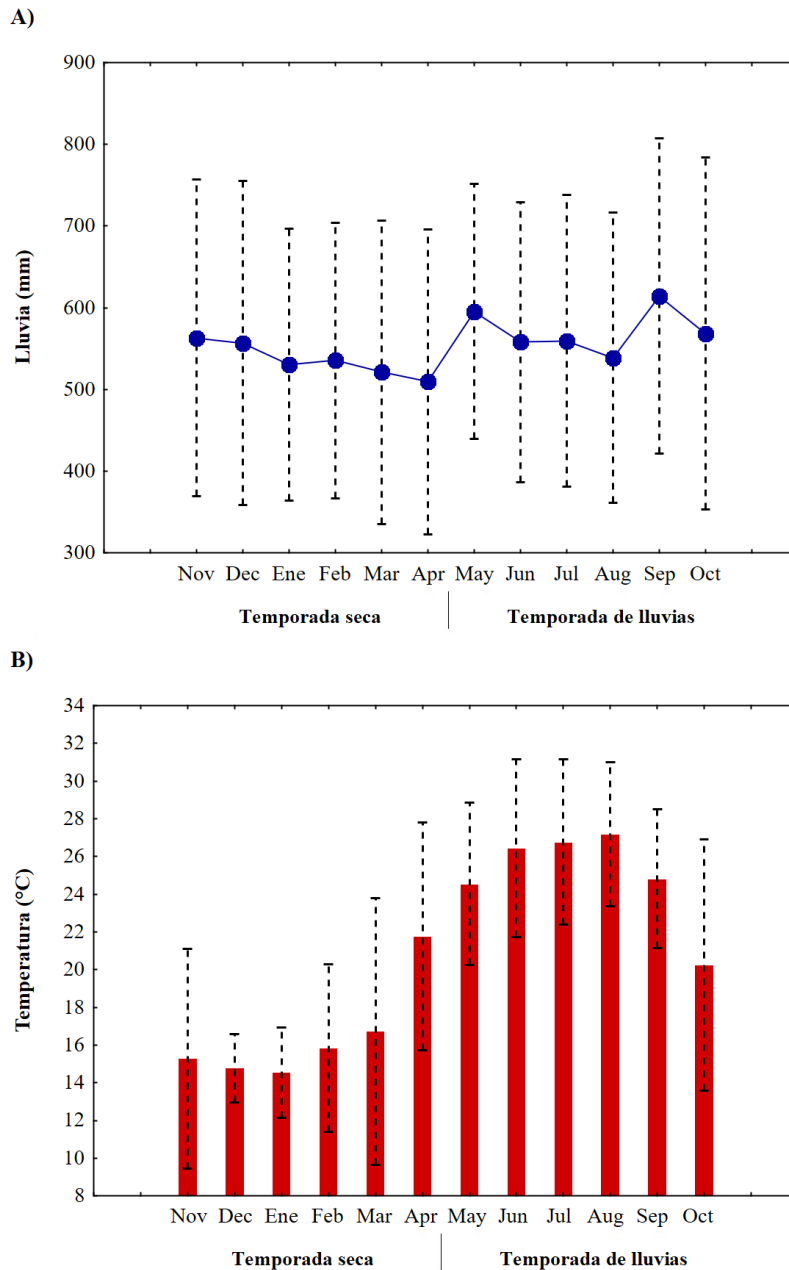 A)
Lluvia (mm)
900
800
700
600
500
400
300
Nov Dec Ene Feb Mar Apr May Jun Jul Aug Sep Oct
Temporada seca Temporada de lluvias
B)
Temperatura (°C)
34
32
30
28
26
24
22
20
18
16
14
12
10
8
Nov Dec Ene Feb Mar Apr May Jun Jul Aug Sep Oct
Temporada seca Temporada de lluvias